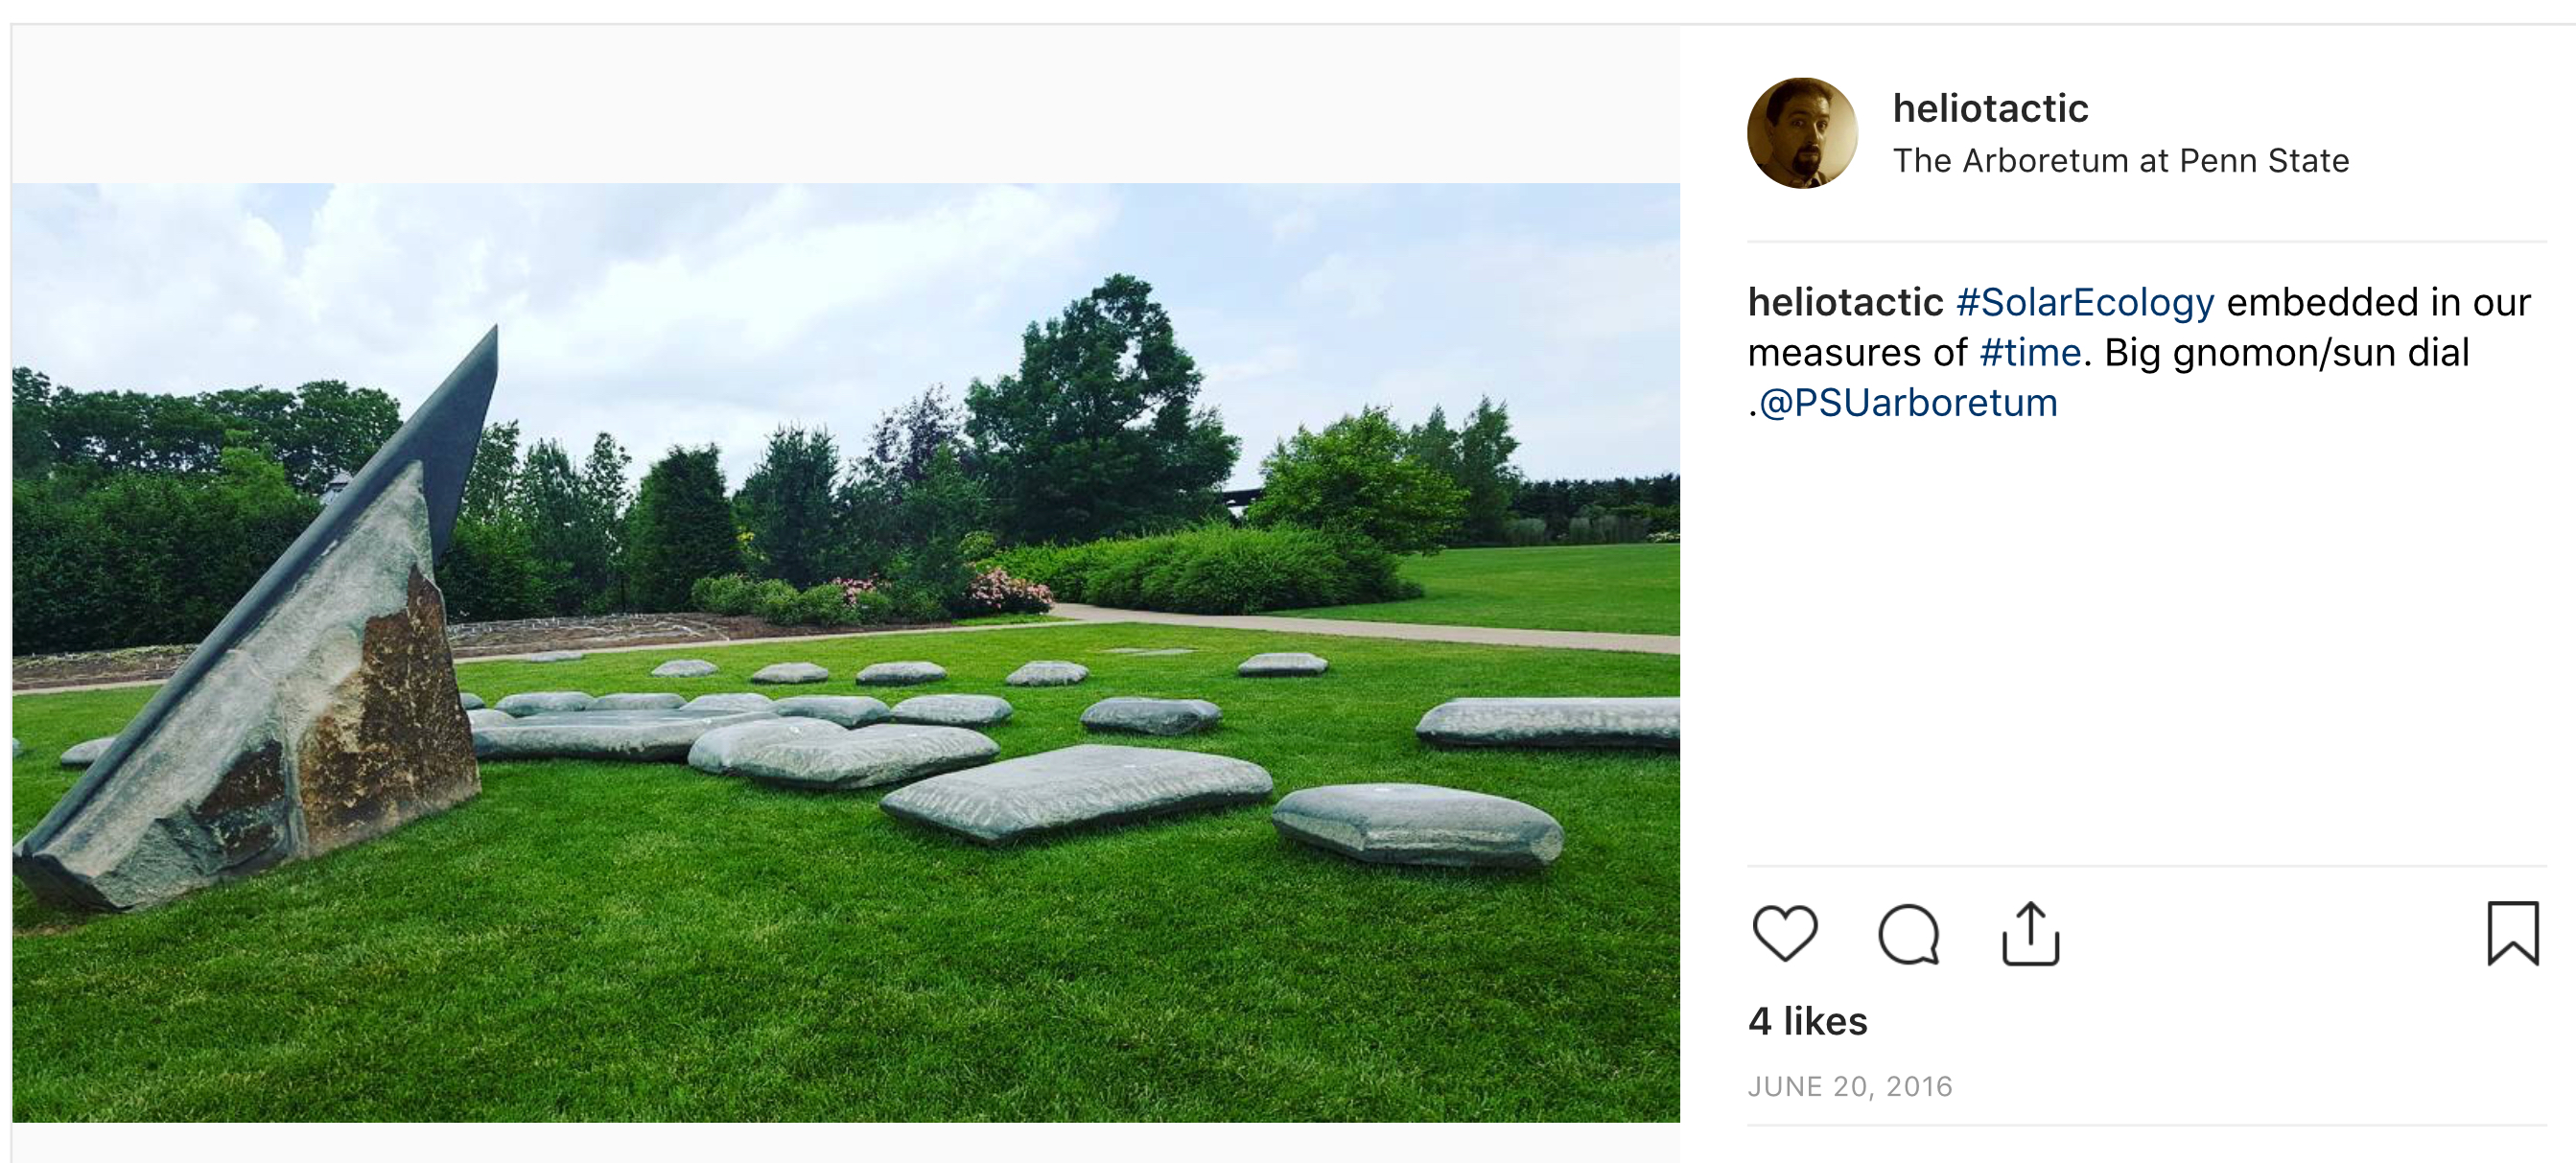 heliotactic
The Arboretum at Penn State
heliotactic #SolarEcology embedded in our
measures of #time. Big gnomon/sun dial
.@PSUarboretum
4 likes
JUNE 20, 2016